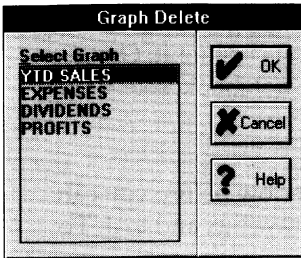 Graph Delete
Select Graph
YTD SALES
EXPENSES
DIVIDENDS
PROFITS
OK
Cancel
? Help